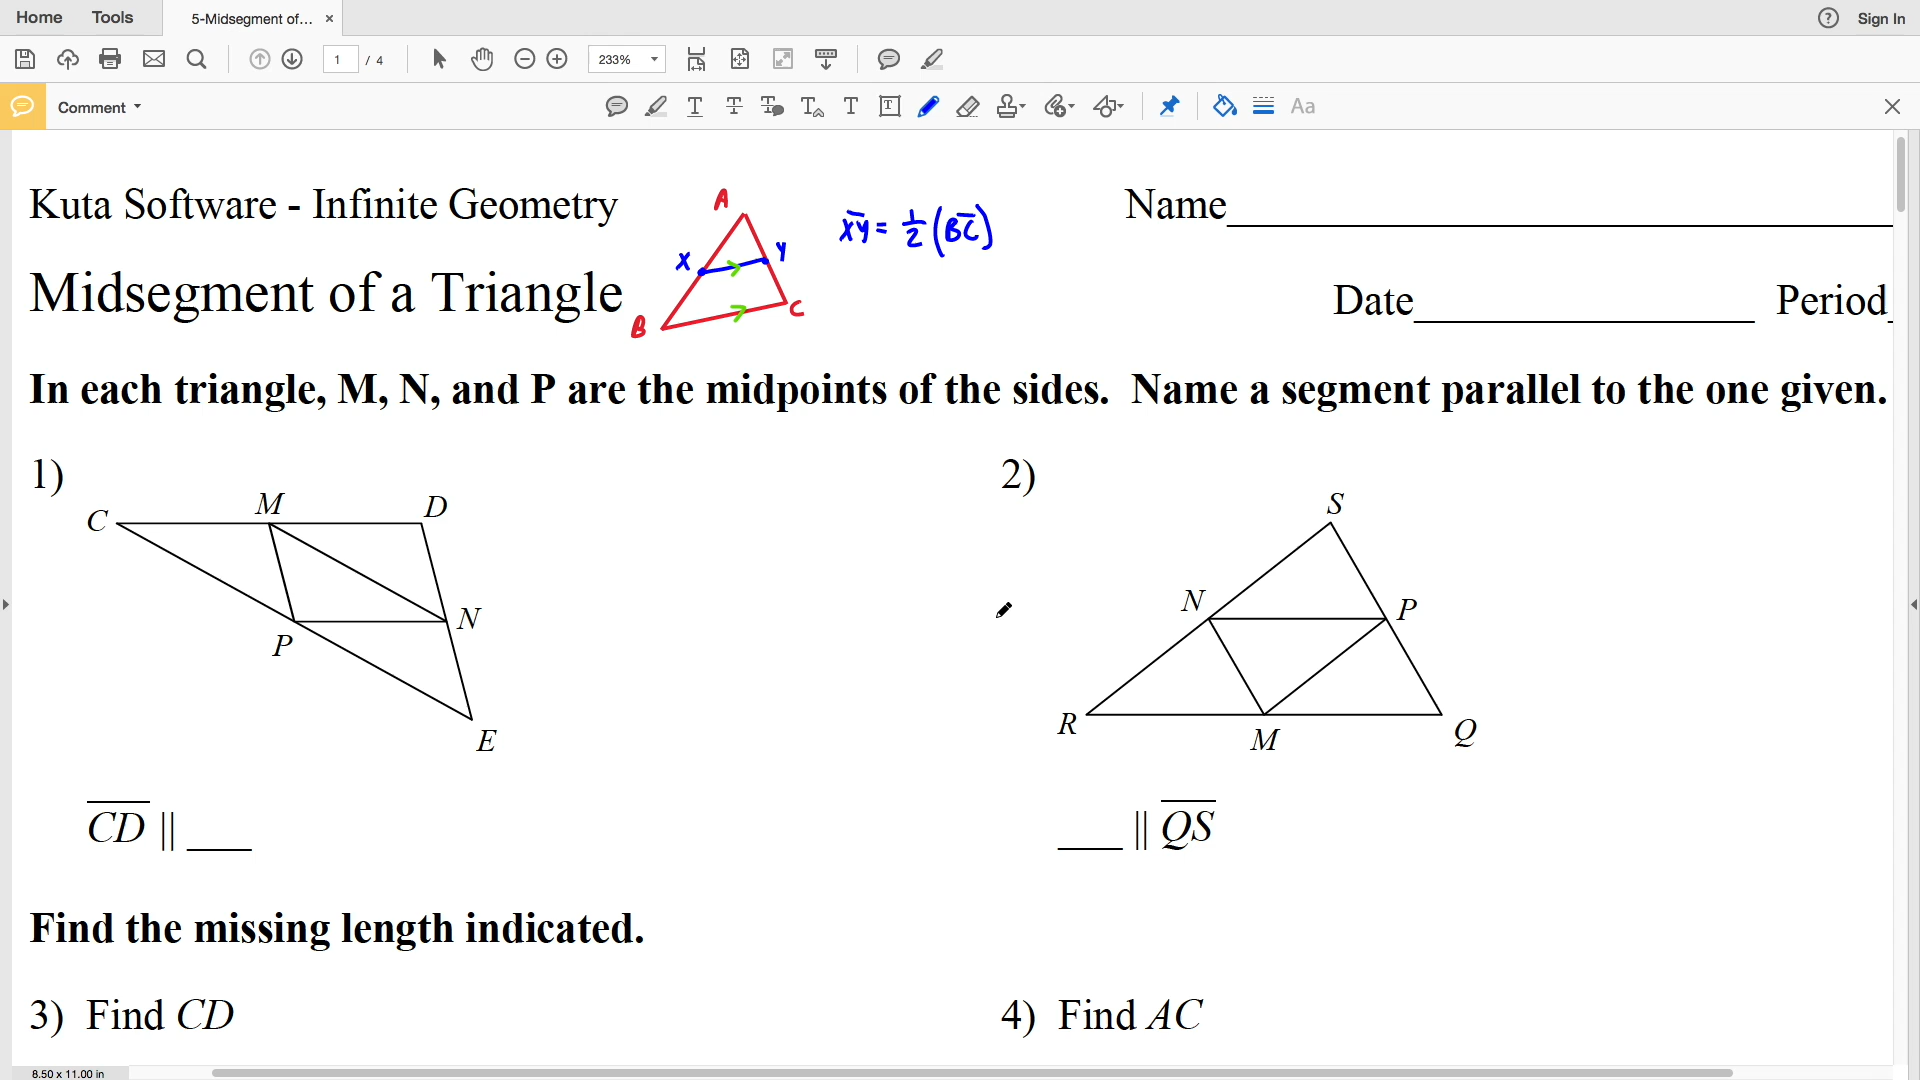 Home Tools 5-Midsegment of... × ? Sign In
1 / 4 233%
Comment Aa
Kuta Software - Infinite Geometry
Name
A
X Y
B C
XY = 1/2 (BC)
Midsegment of a Triangle
Date Period
In each triangle, M, N, and P are the midpoints of the sides. Name a segment parallel to the one given.
1)
C M D
N
P
E
CD || ___
2)
S
N P
R M Q
___ || QS
Find the missing length indicated.
3) Find CD
4) Find AC
8.50 x 11.00 in